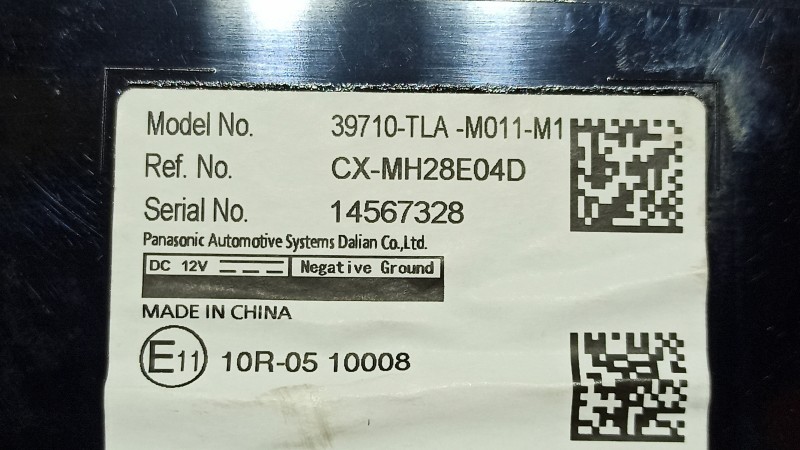 Model No. 39710-TLA -M011-M1
Ref. No. CX-MH28E04D
Serial No. 14567328
Panasonic Automotive Systems Dalian Co.,Ltd.
DC 12V Negative Ground
MADE IN CHINA
E11 10R-05 10008